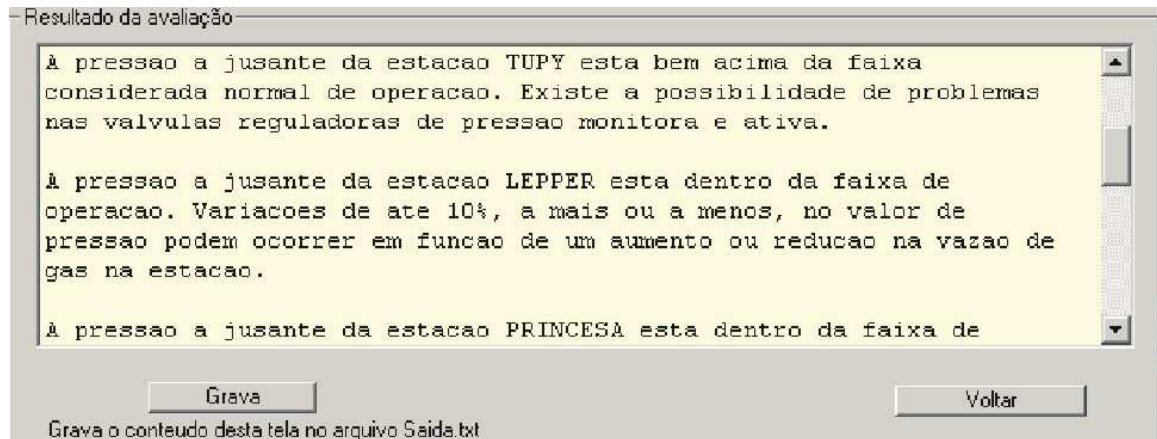 Resultado da avaliação
A pressao a jusante da estacao TUPY esta bem acima da faixa
considerada normal de operacao. Existe a possibilidade de problemas
nas valvulas reguladoras de pressao monitora e ativa.
A pressao a jusante da estacao LEPPER esta dentro da faixa de
operacao. Variacoes de ate 10%, a mais ou a menos, no valor de
pressao podem ocorrer em funcao de um aumento ou reducao na vazao de
gas na estacao.
A pressao a jusante da estacao PRINCESA esta dentro da faixa de
Grava Voltar
Grava o conteudo desta tela no arquivo Saida.txt